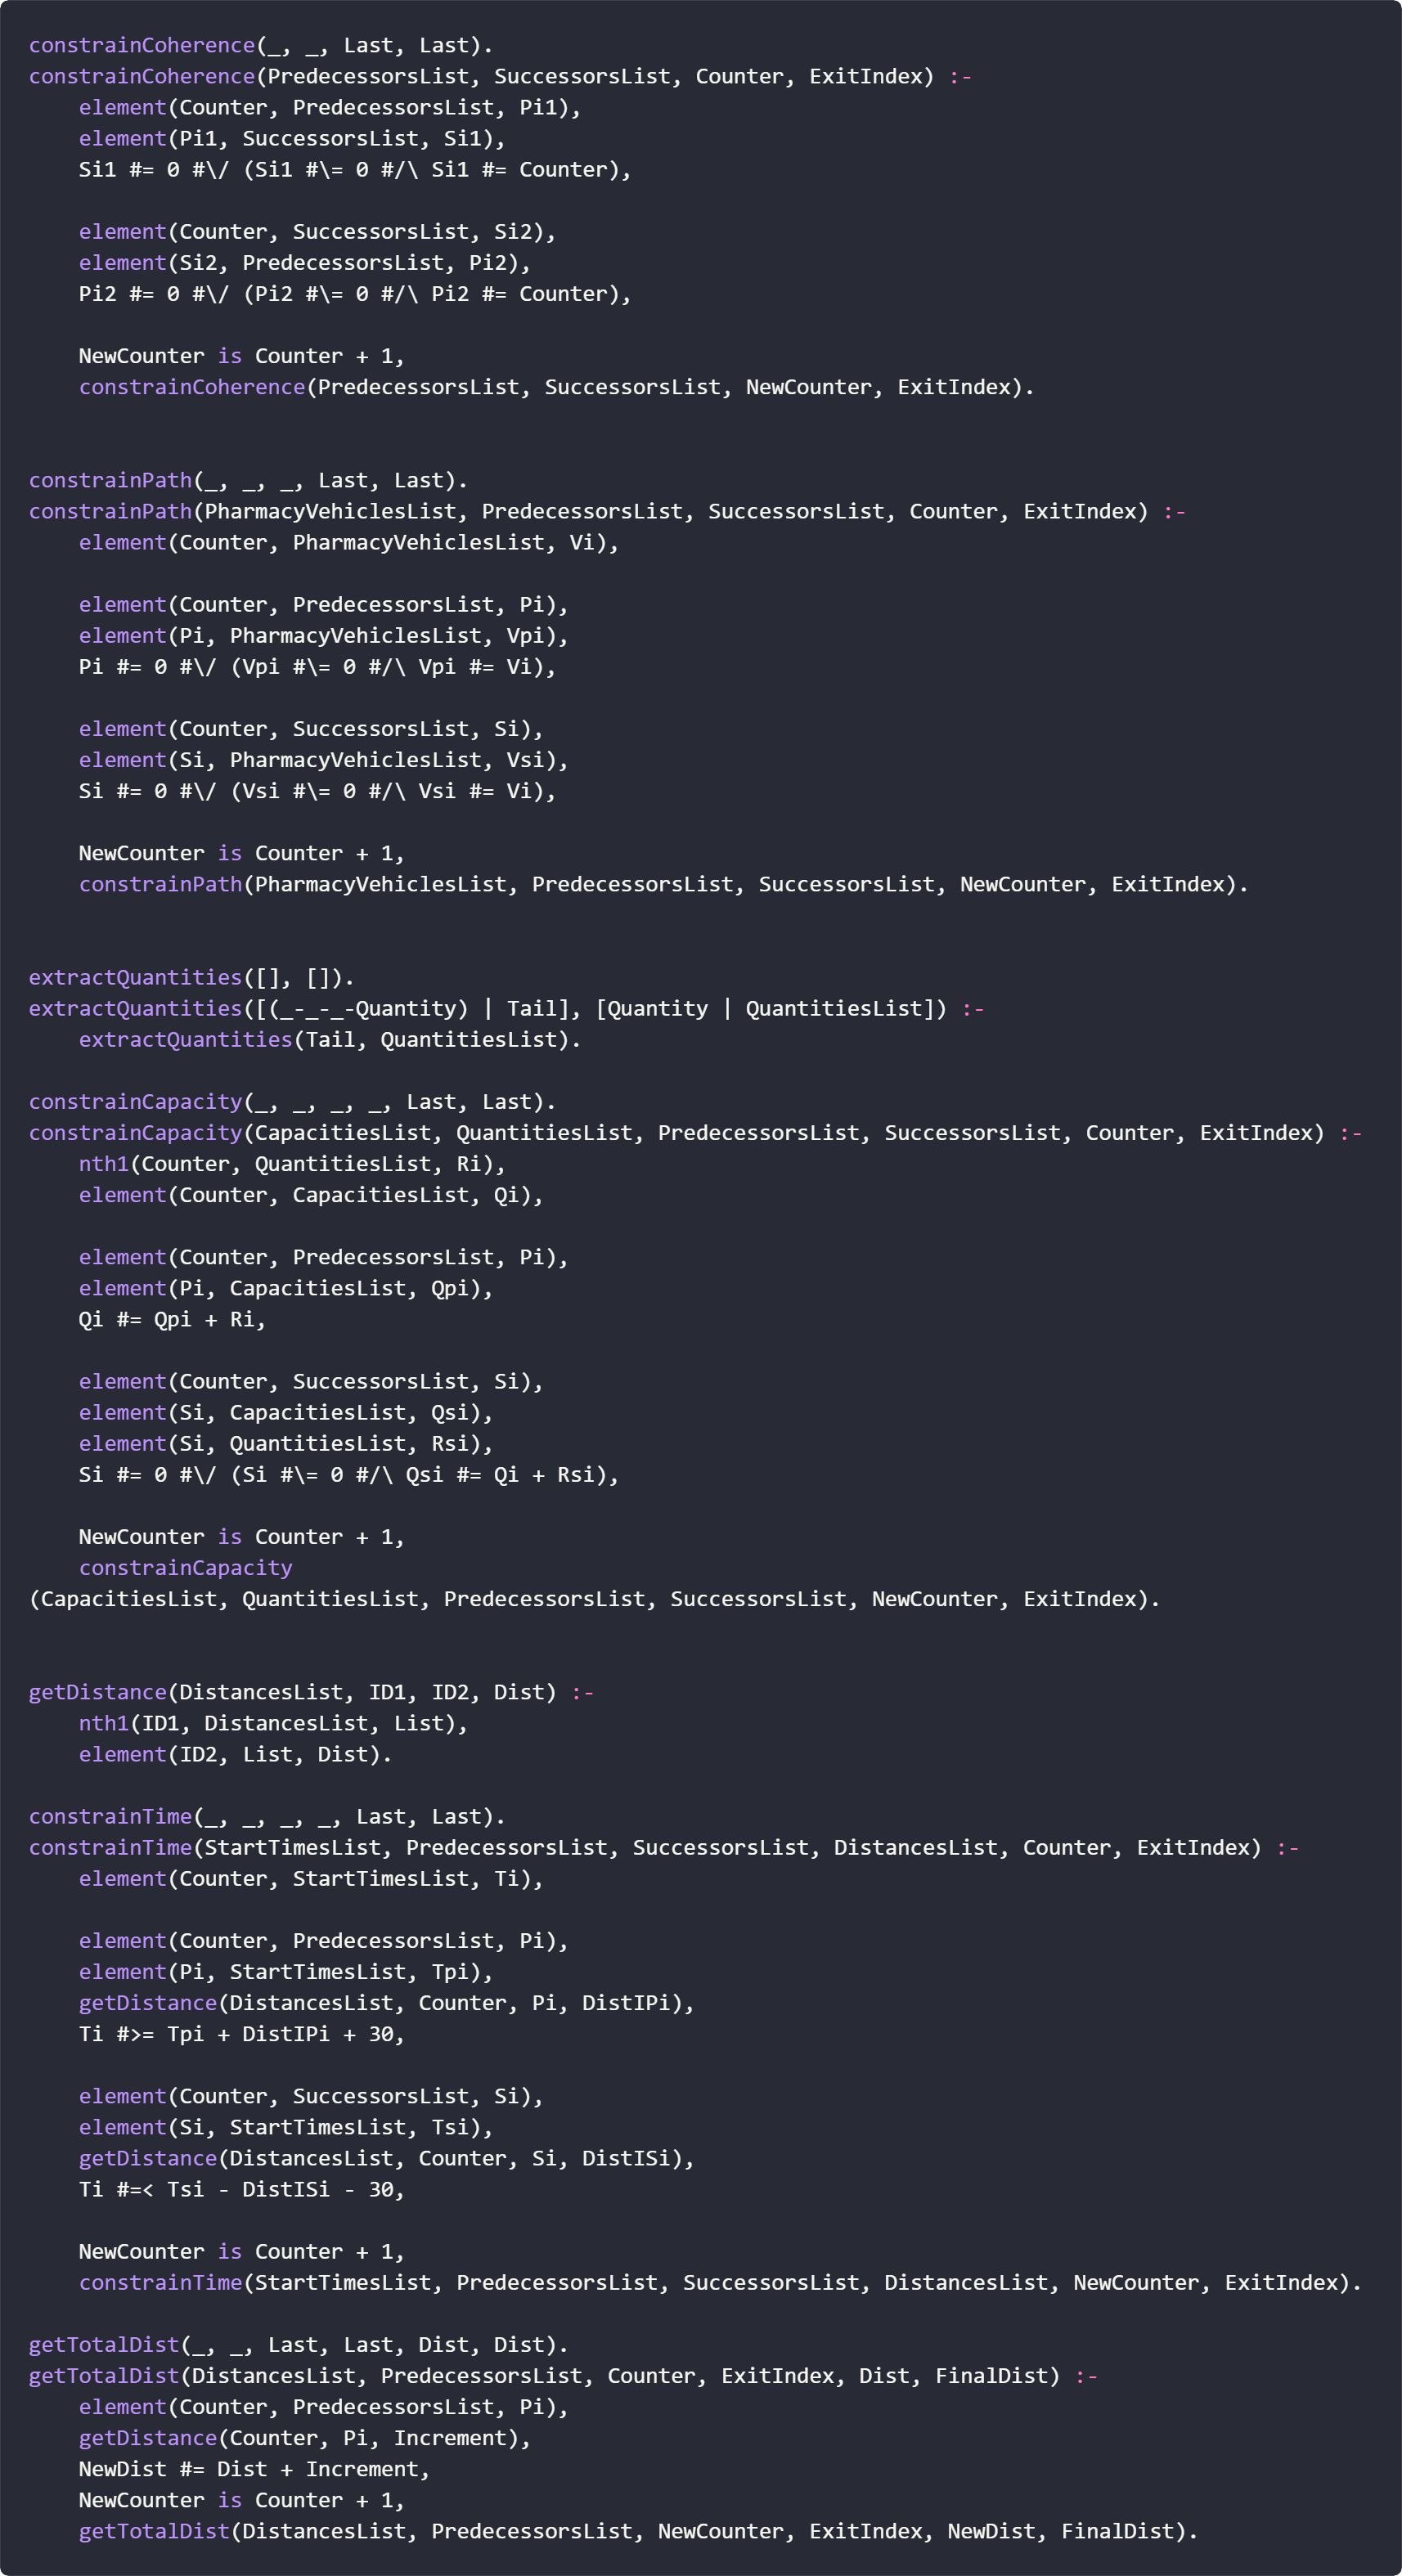 constrainCoherence(_, _, Last, Last).
constrainCoherence(PredecessorsList, SuccessorsList, Counter, ExitIndex) :-
    element(Counter, PredecessorsList, Pi1),
    element(Pi1, SuccessorsList, Si1),
    Si1 #= 0 #\/ (Si1 #\= 0 #/\ Si1 #= Counter),

    element(Counter, SuccessorsList, Si2),
    element(Si2, PredecessorsList, Pi2),
    Pi2 #= 0 #\/ (Pi2 #\= 0 #/\ Pi2 #= Counter),

    NewCounter is Counter + 1,
    constrainCoherence(PredecessorsList, SuccessorsList, NewCounter, ExitIndex).


constrainPath(_, _, _, Last, Last).
constrainPath(PharmacyVehiclesList, PredecessorsList, SuccessorsList, Counter, ExitIndex) :-
    element(Counter, PharmacyVehiclesList, Vi),

    element(Counter, PredecessorsList, Pi),
    element(Pi, PharmacyVehiclesList, Vpi),
    Pi #= 0 #\/ (Vpi #\= 0 #/\ Vpi #= Vi),

    element(Counter, SuccessorsList, Si),
    element(Si, PharmacyVehiclesList, Vsi),
    Si #= 0 #\/ (Vsi #\= 0 #/\ Vsi #= Vi),

    NewCounter is Counter + 1,
    constrainPath(PharmacyVehiclesList, PredecessorsList, SuccessorsList, NewCounter, ExitIndex).


extractQuantities([], []).
extractQuantities([(_-_-_-Quantity) | Tail], [Quantity | QuantitiesList]) :-
    extractQuantities(Tail, QuantitiesList).

constrainCapacity(_, _, _, _, Last, Last).
constrainCapacity(CapacitiesList, QuantitiesList, PredecessorsList, SuccessorsList, Counter, ExitIndex) :-
    nth1(Counter, QuantitiesList, Ri),
    element(Counter, CapacitiesList, Qi),

    element(Counter, PredecessorsList, Pi),
    element(Pi, CapacitiesList, Qpi),
    Qi #= Qpi + Ri,

    element(Counter, SuccessorsList, Si),
    element(Si, CapacitiesList, Qsi),
    element(Si, QuantitiesList, Rsi),
    Si #= 0 #\/ (Si #\= 0 #/\ Qsi #= Qi + Rsi),

    NewCounter is Counter + 1,
    constrainCapacity
(CapacitiesList, QuantitiesList, PredecessorsList, SuccessorsList, NewCounter, ExitIndex).


getDistance(DistancesList, ID1, ID2, Dist) :-
    nth1(ID1, DistancesList, List),
    element(ID2, List, Dist).

constrainTime(_, _, _, _, Last, Last).
constrainTime(StartTimesList, PredecessorsList, SuccessorsList, DistancesList, Counter, ExitIndex) :-
    element(Counter, StartTimesList, Ti),

    element(Counter, PredecessorsList, Pi),
    element(Pi, StartTimesList, Tpi),
    getDistance(DistancesList, Counter, Pi, DistIPi),
    Ti #>= Tpi + DistIPi + 30,

    element(Counter, SuccessorsList, Si),
    element(Si, StartTimesList, Tsi),
    getDistance(DistancesList, Counter, Si, DistISi),
    Ti #=< Tsi - DistISi - 30,

    NewCounter is Counter + 1,
    constrainTime(StartTimesList, PredecessorsList, SuccessorsList, DistancesList, NewCounter, ExitIndex).

getTotalDist(_, _, Last, Last, Dist, Dist).
getTotalDist(DistancesList, PredecessorsList, Counter, ExitIndex, Dist, FinalDist) :-
    element(Counter, PredecessorsList, Pi),
    getDistance(Counter, Pi, Increment),
    NewDist #= Dist + Increment,
    NewCounter is Counter + 1,
    getTotalDist(DistancesList, PredecessorsList, NewCounter, ExitIndex, NewDist, FinalDist).